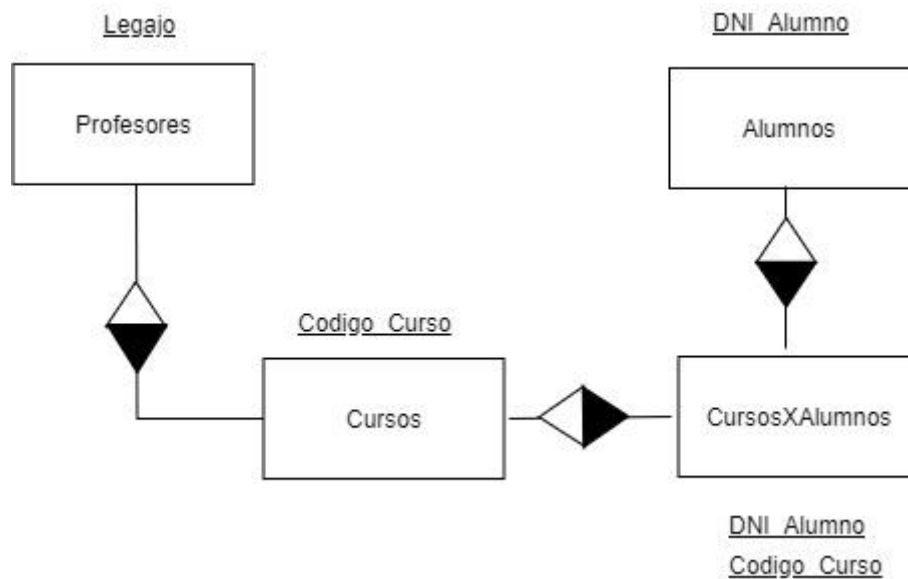 Legajo
DNI_Alumno
Profesores
Alumnos
Codigo_Curso
Cursos
CursosXAlumnos
DNI_Alumno
Codigo_Curso